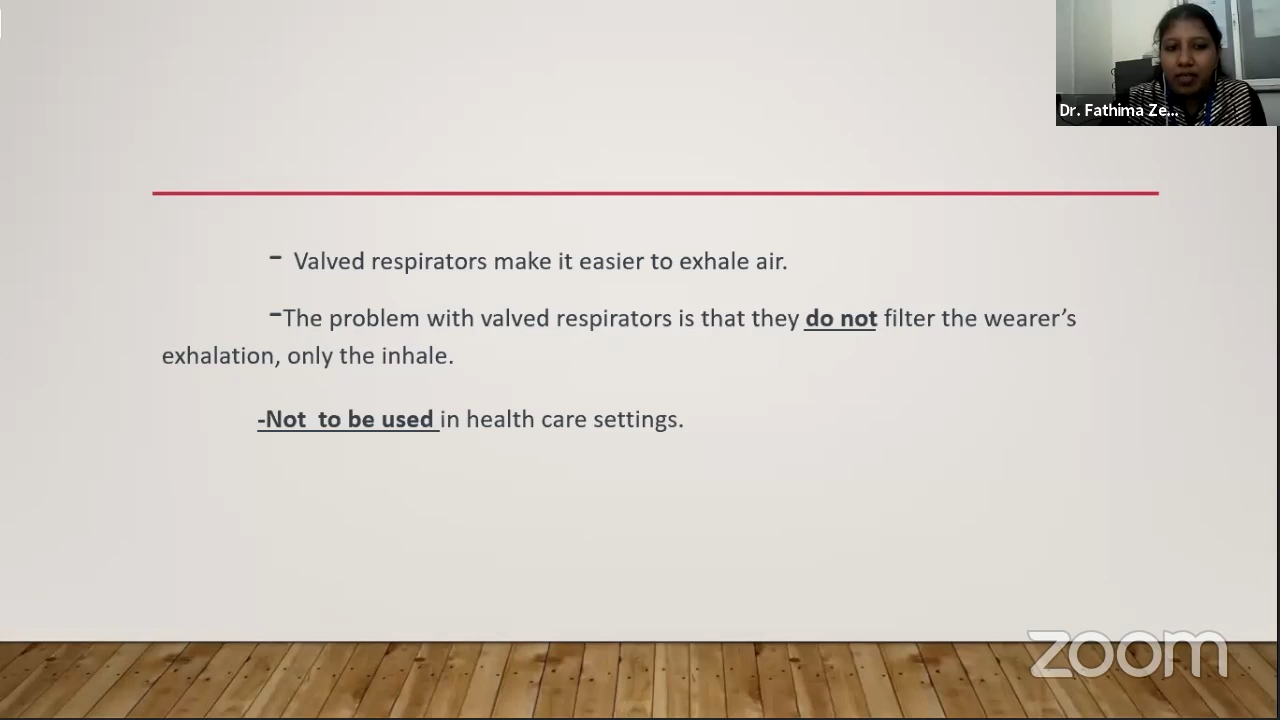 Dr. Fathima Ze...
- Valved respirators make it easier to exhale air.
-The problem with valved respirators is that they do not filter the wearer’s
exhalation, only the inhale.
-Not to be used in health care settings.
zoom